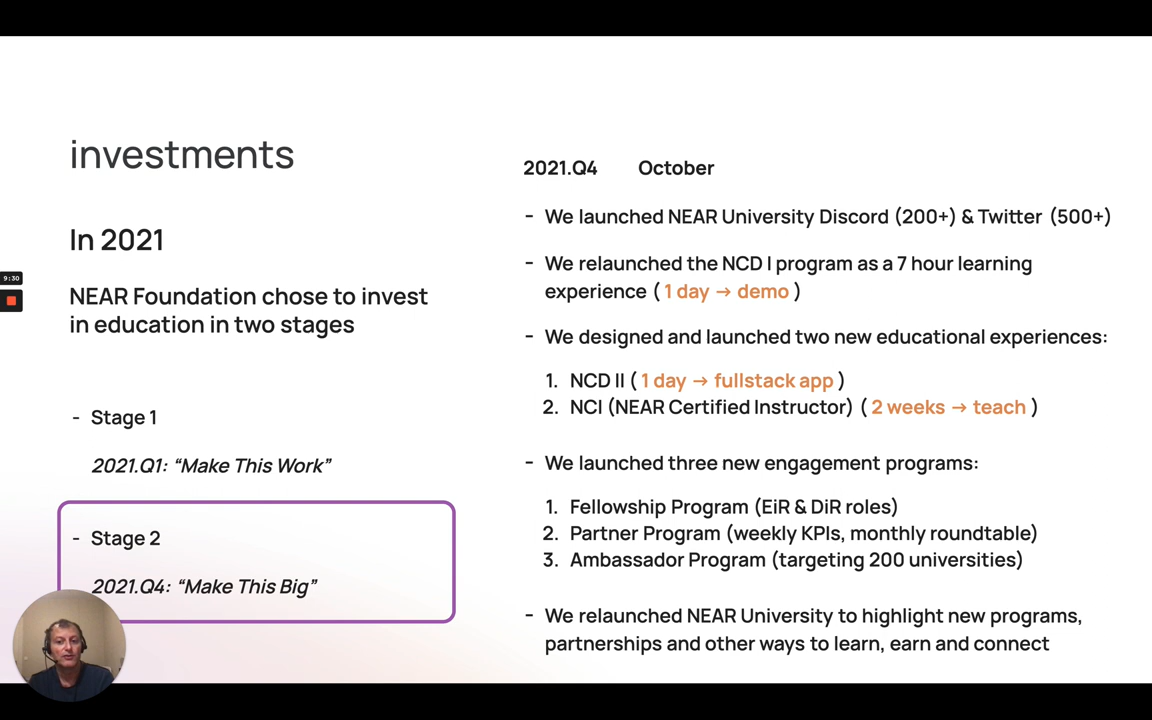 investments
In 2021
NEAR Foundation chose to invest
in education in two stages
- Stage 1
2021.Q1: “Make This Work”
- Stage 2
2021.Q4: “Make This Big”
9:30
2021.Q4 October
- We launched NEAR University Discord (200+) & Twitter (500+)
- We relaunched the NCD I program as a 7 hour learning
experience ( 1 day → demo )
- We designed and launched two new educational experiences:
1. NCD II ( 1 day → fullstack app )
2. NCI (NEAR Certified Instructor) ( 2 weeks → teach )
- We launched three new engagement programs:
1. Fellowship Program (EiR & DiR roles)
2. Partner Program (weekly KPIs, monthly roundtable)
3. Ambassador Program (targeting 200 universities)
- We relaunched NEAR University to highlight new programs,
partnerships and other ways to learn, earn and connect